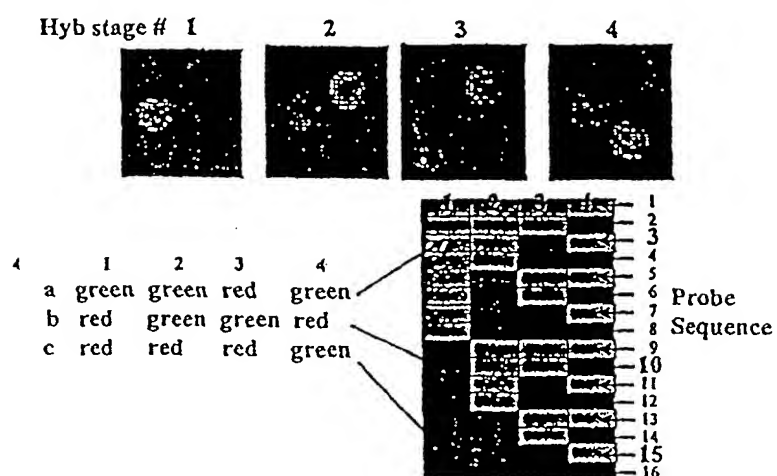 Hyb stage # 1 2 3 4
1 2 3 4
a green green red green
b red green green red
c red red red green
1
2
3
4
5
6
7
8
9
10
11
12
13
14
15
16
Probe
Sequence